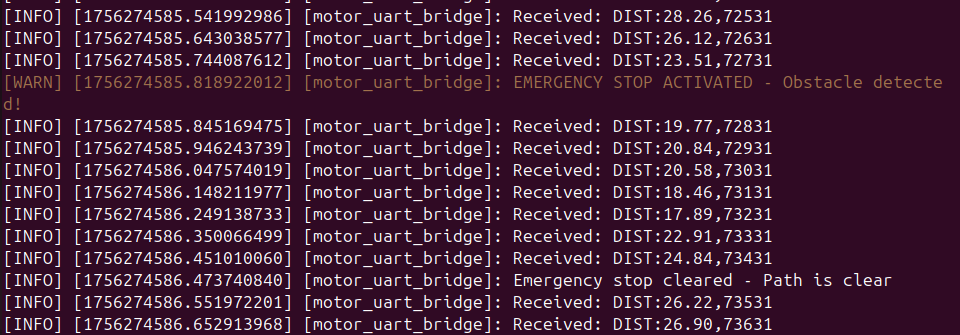 [INFO] [1756274585.541992986] [motor_uart_bridge]: Received: DIST:28.26,72531
[INFO] [1756274585.643038577] [motor_uart_bridge]: Received: DIST:26.12,72631
[INFO] [1756274585.744087612] [motor_uart_bridge]: Received: DIST:23.51,72731
[WARN] [1756274585.818922012] [motor_uart_bridge]: EMERGENCY STOP ACTIVATED - Obstacle detecte
d!
[INFO] [1756274585.845169475] [motor_uart_bridge]: Received: DIST:19.77,72831
[INFO] [1756274585.946243739] [motor_uart_bridge]: Received: DIST:20.84,72931
[INFO] [1756274586.047574019] [motor_uart_bridge]: Received: DIST:20.58,73031
[INFO] [1756274586.148211977] [motor_uart_bridge]: Received: DIST:18.46,73131
[INFO] [1756274586.249138733] [motor_uart_bridge]: Received: DIST:17.89,73231
[INFO] [1756274586.350066499] [motor_uart_bridge]: Received: DIST:22.91,73331
[INFO] [1756274586.451010060] [motor_uart_bridge]: Received: DIST:24.84,73431
[INFO] [1756274586.473740840] [motor_uart_bridge]: Emergency stop cleared - Path is clear
[INFO] [1756274586.551972201] [motor_uart_bridge]: Received: DIST:26.22,73531
[INFO] [1756274586.652913968] [motor_uart_bridge]: Received: DIST:26.90,73631